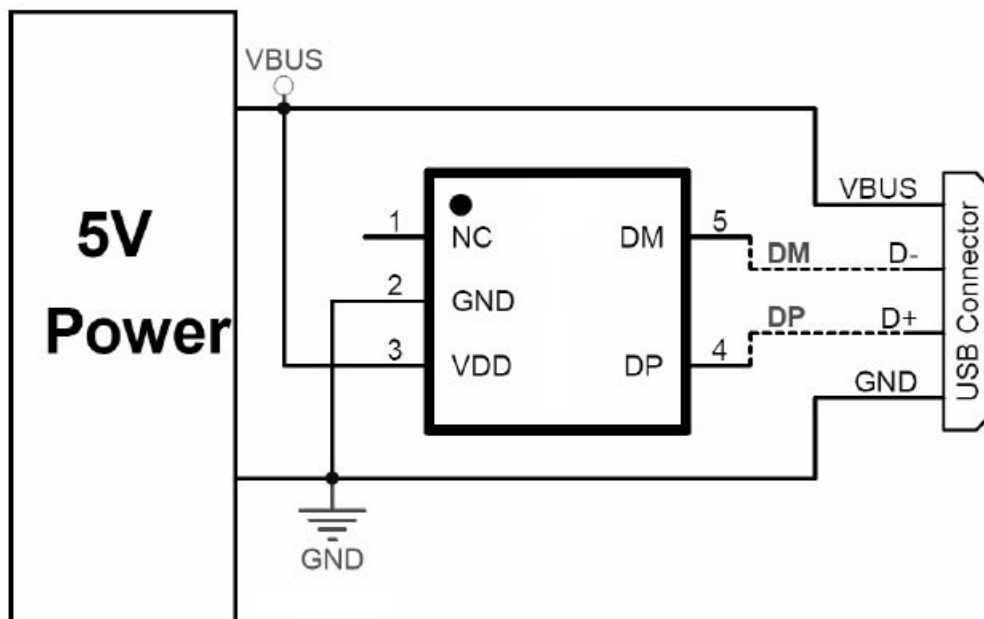 VBUS
5V
Power
1
NC
2
GND
3
VDD
DM
5
DP
4
DM
DP
VBUS
D-
D+
GND
USB Connector
GND